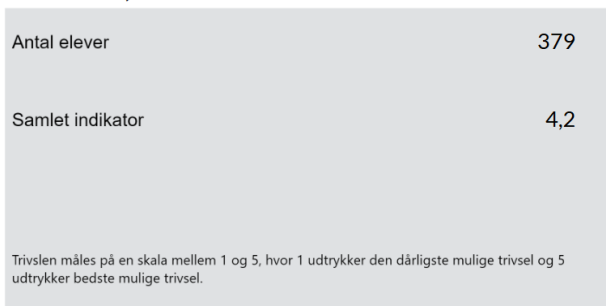 Antal elever 379
Samlet indikator 4,2
Trivslen måles på en skala mellem 1 og 5, hvor 1 udtrykker den dårligste mulige trivsel og 5
udtrykker bedste mulige trivsel.